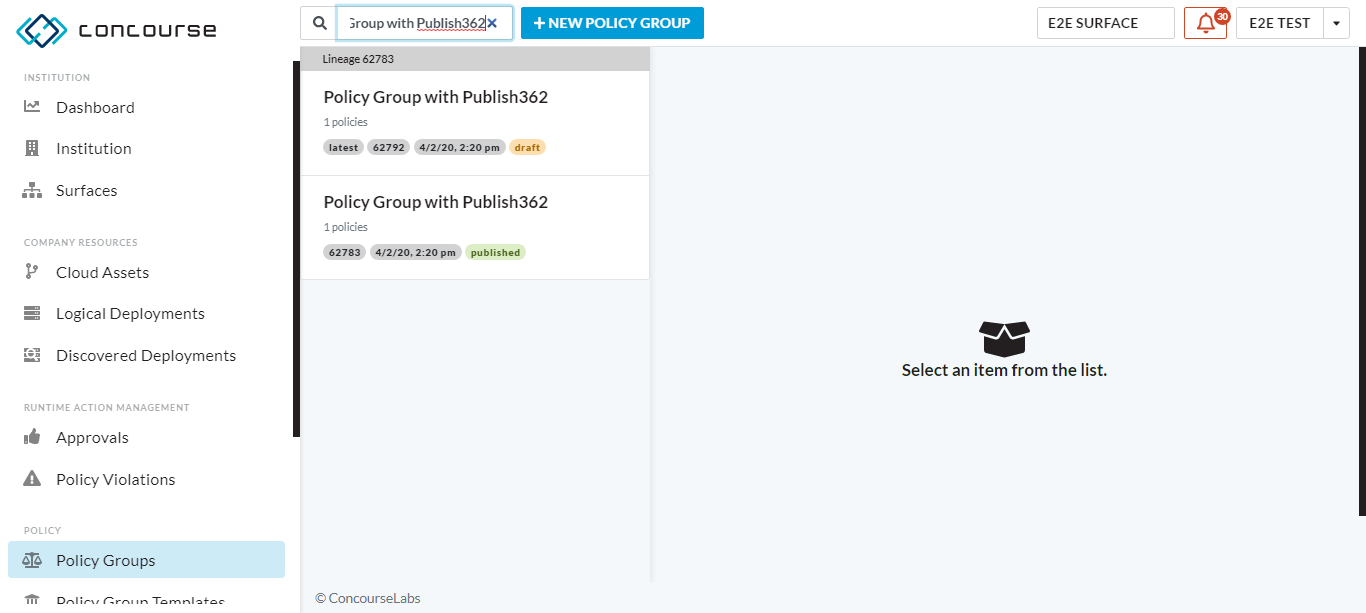 concourse
Group with Publish362
NEW POLICY GROUP
E2E SURFACE
30
E2E TEST
INSTITUTION
Dashboard
Institution
Surfaces
COMPANY RESOURCES
Cloud Assets
Logical Deployments
Discovered Deployments
RUNTIME ACTION MANAGEMENT
Approvals
Policy Violations
POLICY
Policy Groups
Policy Group Templates
Lineage 62783
Policy Group with Publish362
1 policies
latest 62792 4/2/20, 2:20 pm draft
Policy Group with Publish362
1 policies
62783 4/2/20, 2:20 pm published
Select an item from the list.
© ConcourseLabs